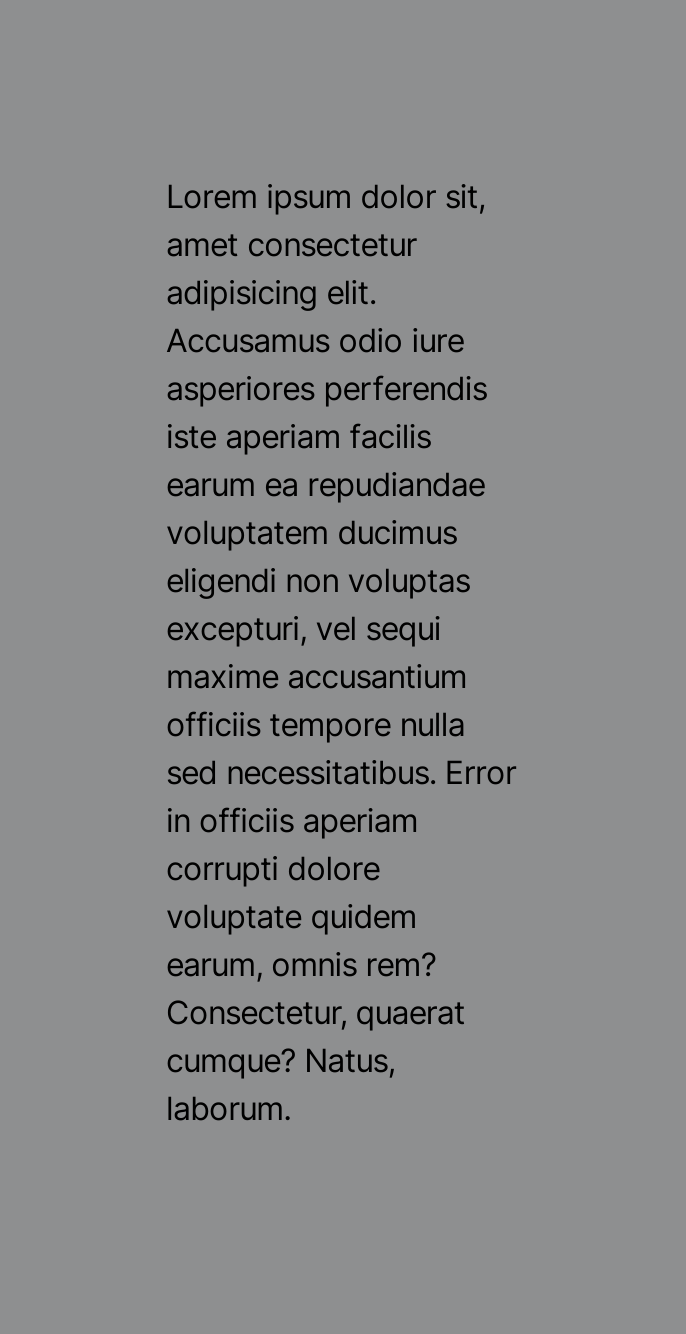 Lorem ipsum dolor sit,
amet consectetur
adipisicing elit.
Accusamus odio iure
asperiores perferendis
iste aperiam facilis
earum ea repudiandae
voluptatem ducimus
eligendi non voluptas
excepturi, vel sequi
maxime accusantium
officiis tempore nulla
sed necessitatibus. Error
in officiis aperiam
corrupti dolore
voluptate quidem
earum, omnis rem?
Consectetur, quaerat
cumque? Natus,
laborum.